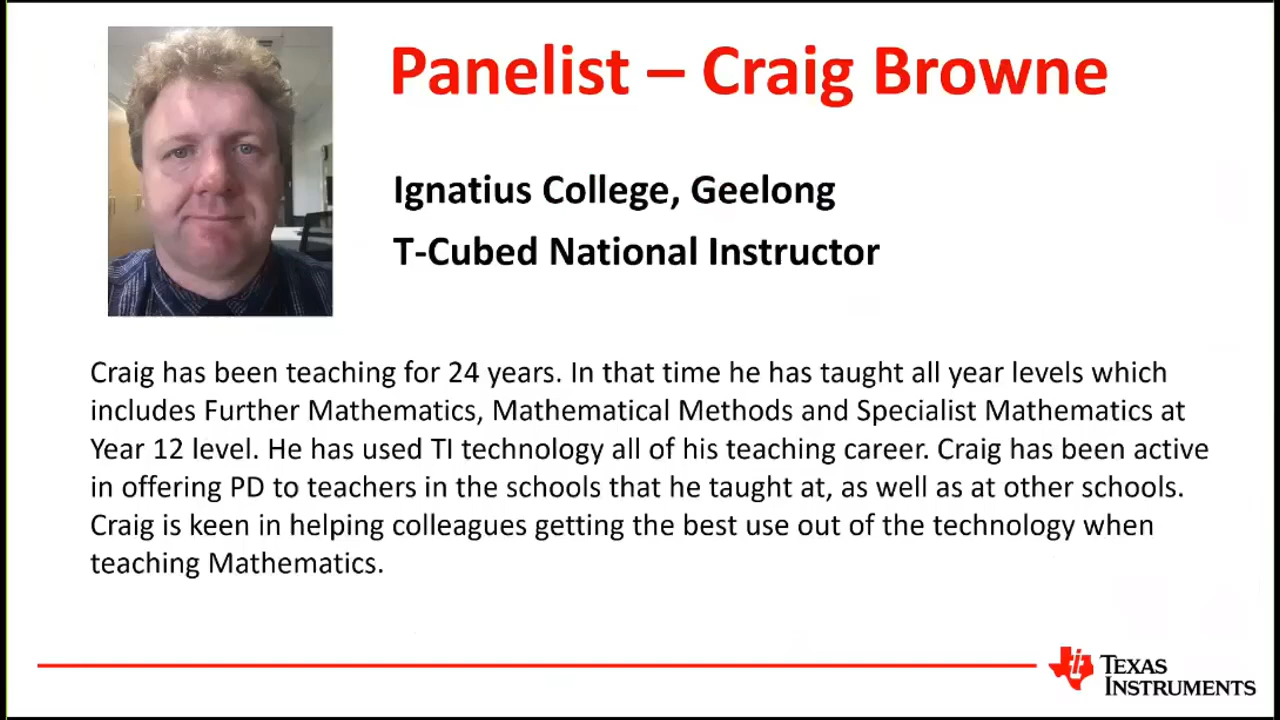 Panelist – Craig Browne
Ignatius College, Geelong
T-Cubed National Instructor
Craig has been teaching for 24 years. In that time he has taught all year levels which
includes Further Mathematics, Mathematical Methods and Specialist Mathematics at
Year 12 level. He has used TI technology all of his teaching career. Craig has been active
in offering PD to teachers in the schools that he taught at, as well as at other schools.
Craig is keen in helping colleagues getting the best use out of the technology when
teaching Mathematics.
TEXAS
INSTRUMENTS